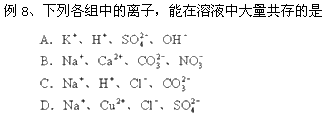 例 8、下列各组中的离子，能在溶液中大量共存的是
A. K⁺、H⁺、SO₄²⁻、OH⁻
B. Na⁺、Ca²⁺、CO₃²⁻、NO₃⁻
C. Na⁺、H⁺、Cl⁻、CO₃²⁻
D. Na⁺、Cu²⁺、Cl⁻、SO₄²⁻